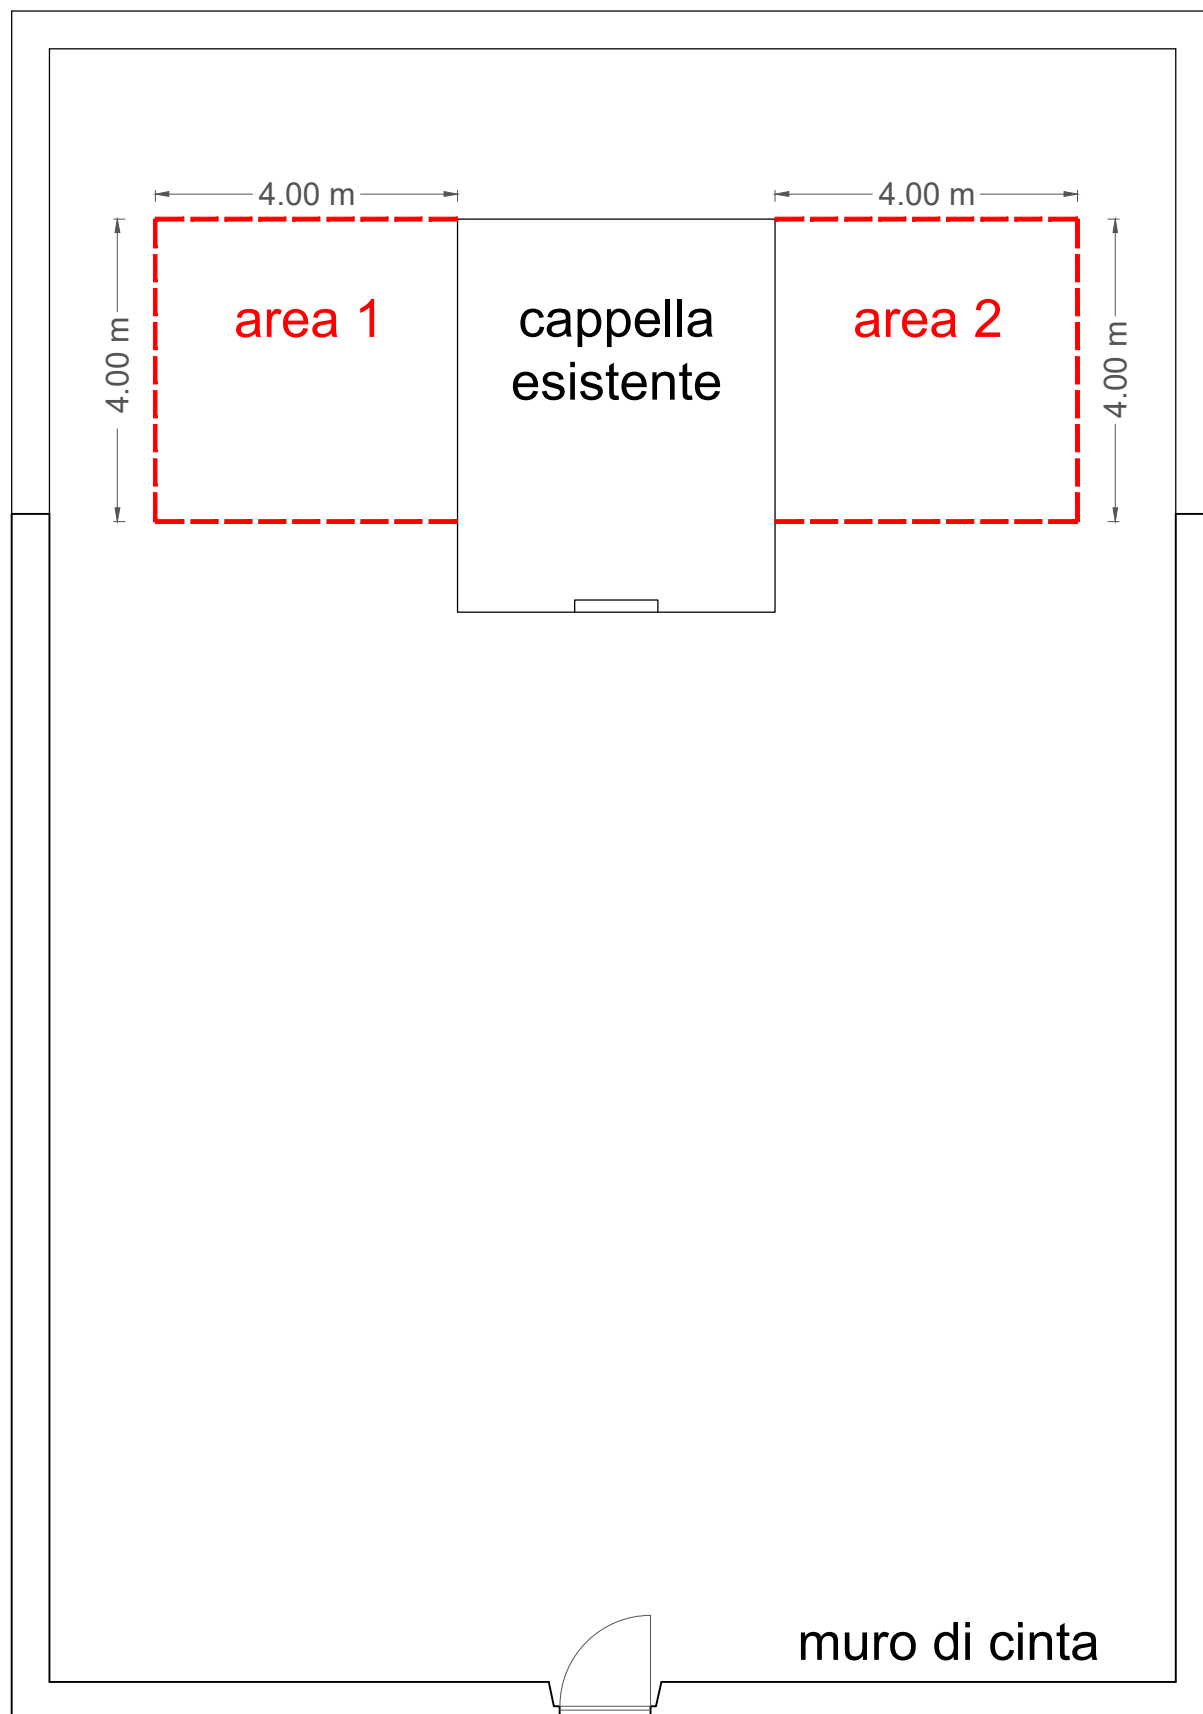 4.00 m
4.00 m
area 1
cappella
esistente
area 2
4.00 m
4.00 m
muro di cinta